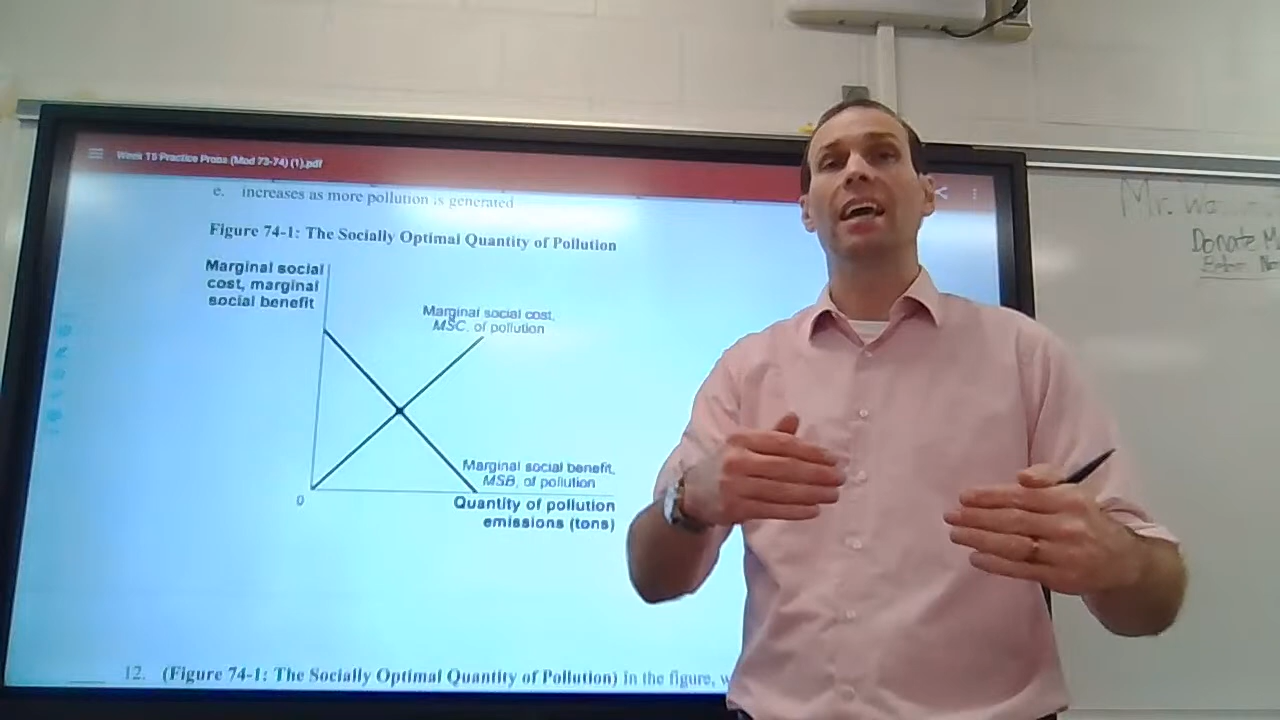 Week 15 Practice Probs (Mod 73-74) (1).pdf
e. increases as more pollution is generated
Figure 74-1: The Socially Optimal Quantity of Pollution
Marginal social
cost, marginal
social benefit
Marginal social cost,
MSC, of pollution
Marginal social benefit,
MSB, of pollution
0
Quantity of pollution
emissions (tons)
12. (Figure 74-1: The Socially Optimal Quantity of Pollution) in the figure,
Mr.
Donate M